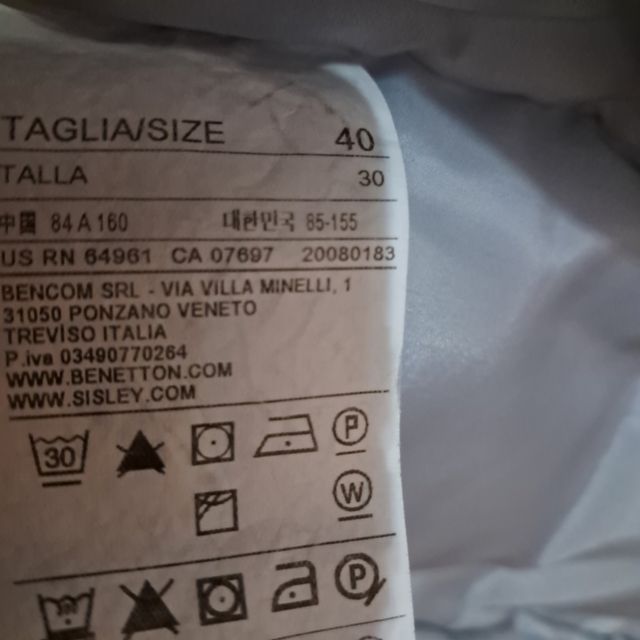 TAGLIA/SIZE 40
TALLA 30
中国 84 A 160 대한민국 85-155
US RN 64961 CA 07697 20080183
BENCOM SRL - VIA VILLA MINELLI, 1
31050 PONZANO VENETO
TREVISO ITALIA
P.iva 03490770264
WWW.BENETTON.COM
WWW.SISLEY.COM
30 P
W
P